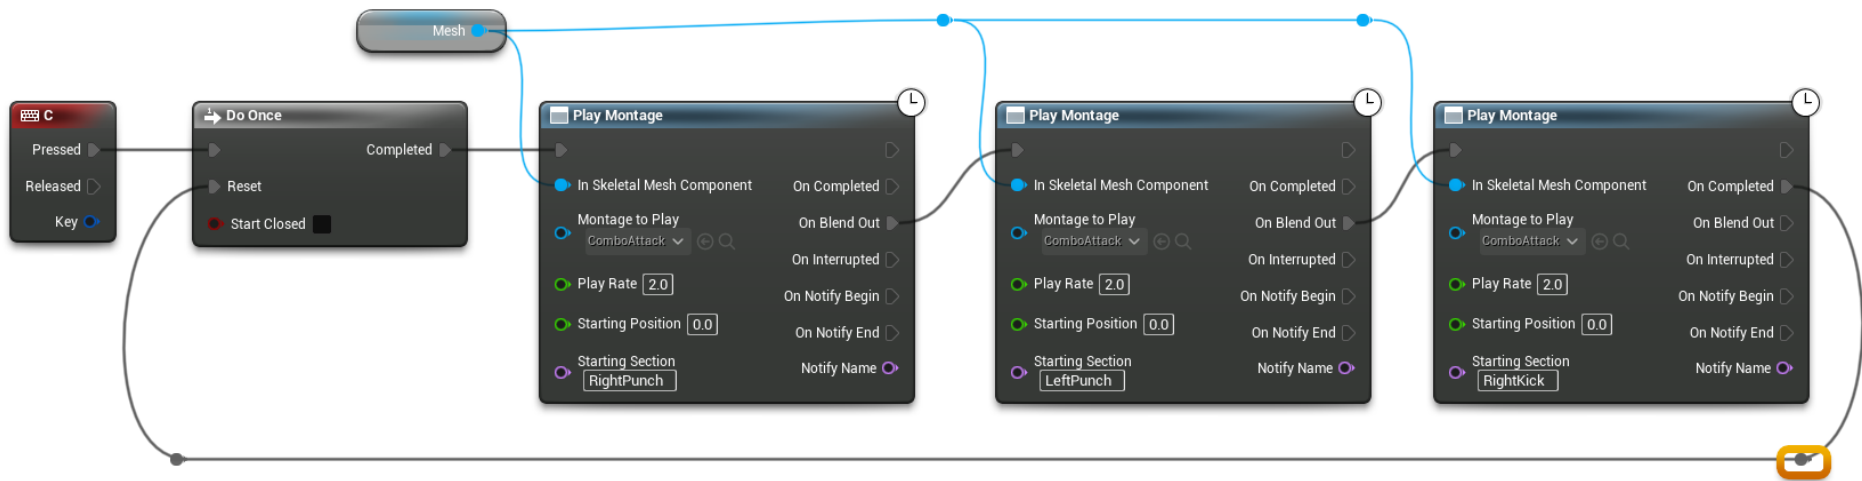 Mesh
C
Pressed
Released
Key
Do Once
Completed
Reset
Start Closed
Play Montage
In Skeletal Mesh Component
On Completed
Montage to Play
ComboAttack
On Blend Out
On Interrupted
Play Rate 2.0
On Notify Begin
Starting Position 0.0
On Notify End
Starting Section
RightPunch
Notify Name
Play Montage
In Skeletal Mesh Component
On Completed
Montage to Play
ComboAttack
On Blend Out
On Interrupted
Play Rate 2.0
On Notify Begin
Starting Position 0.0
On Notify End
Starting Section
LeftPunch
Notify Name
Play Montage
In Skeletal Mesh Component
On Completed
Montage to Play
ComboAttack
On Blend Out
On Interrupted
Play Rate 2.0
On Notify Begin
Starting Position 0.0
On Notify End
Starting Section
RightKick
Notify Name